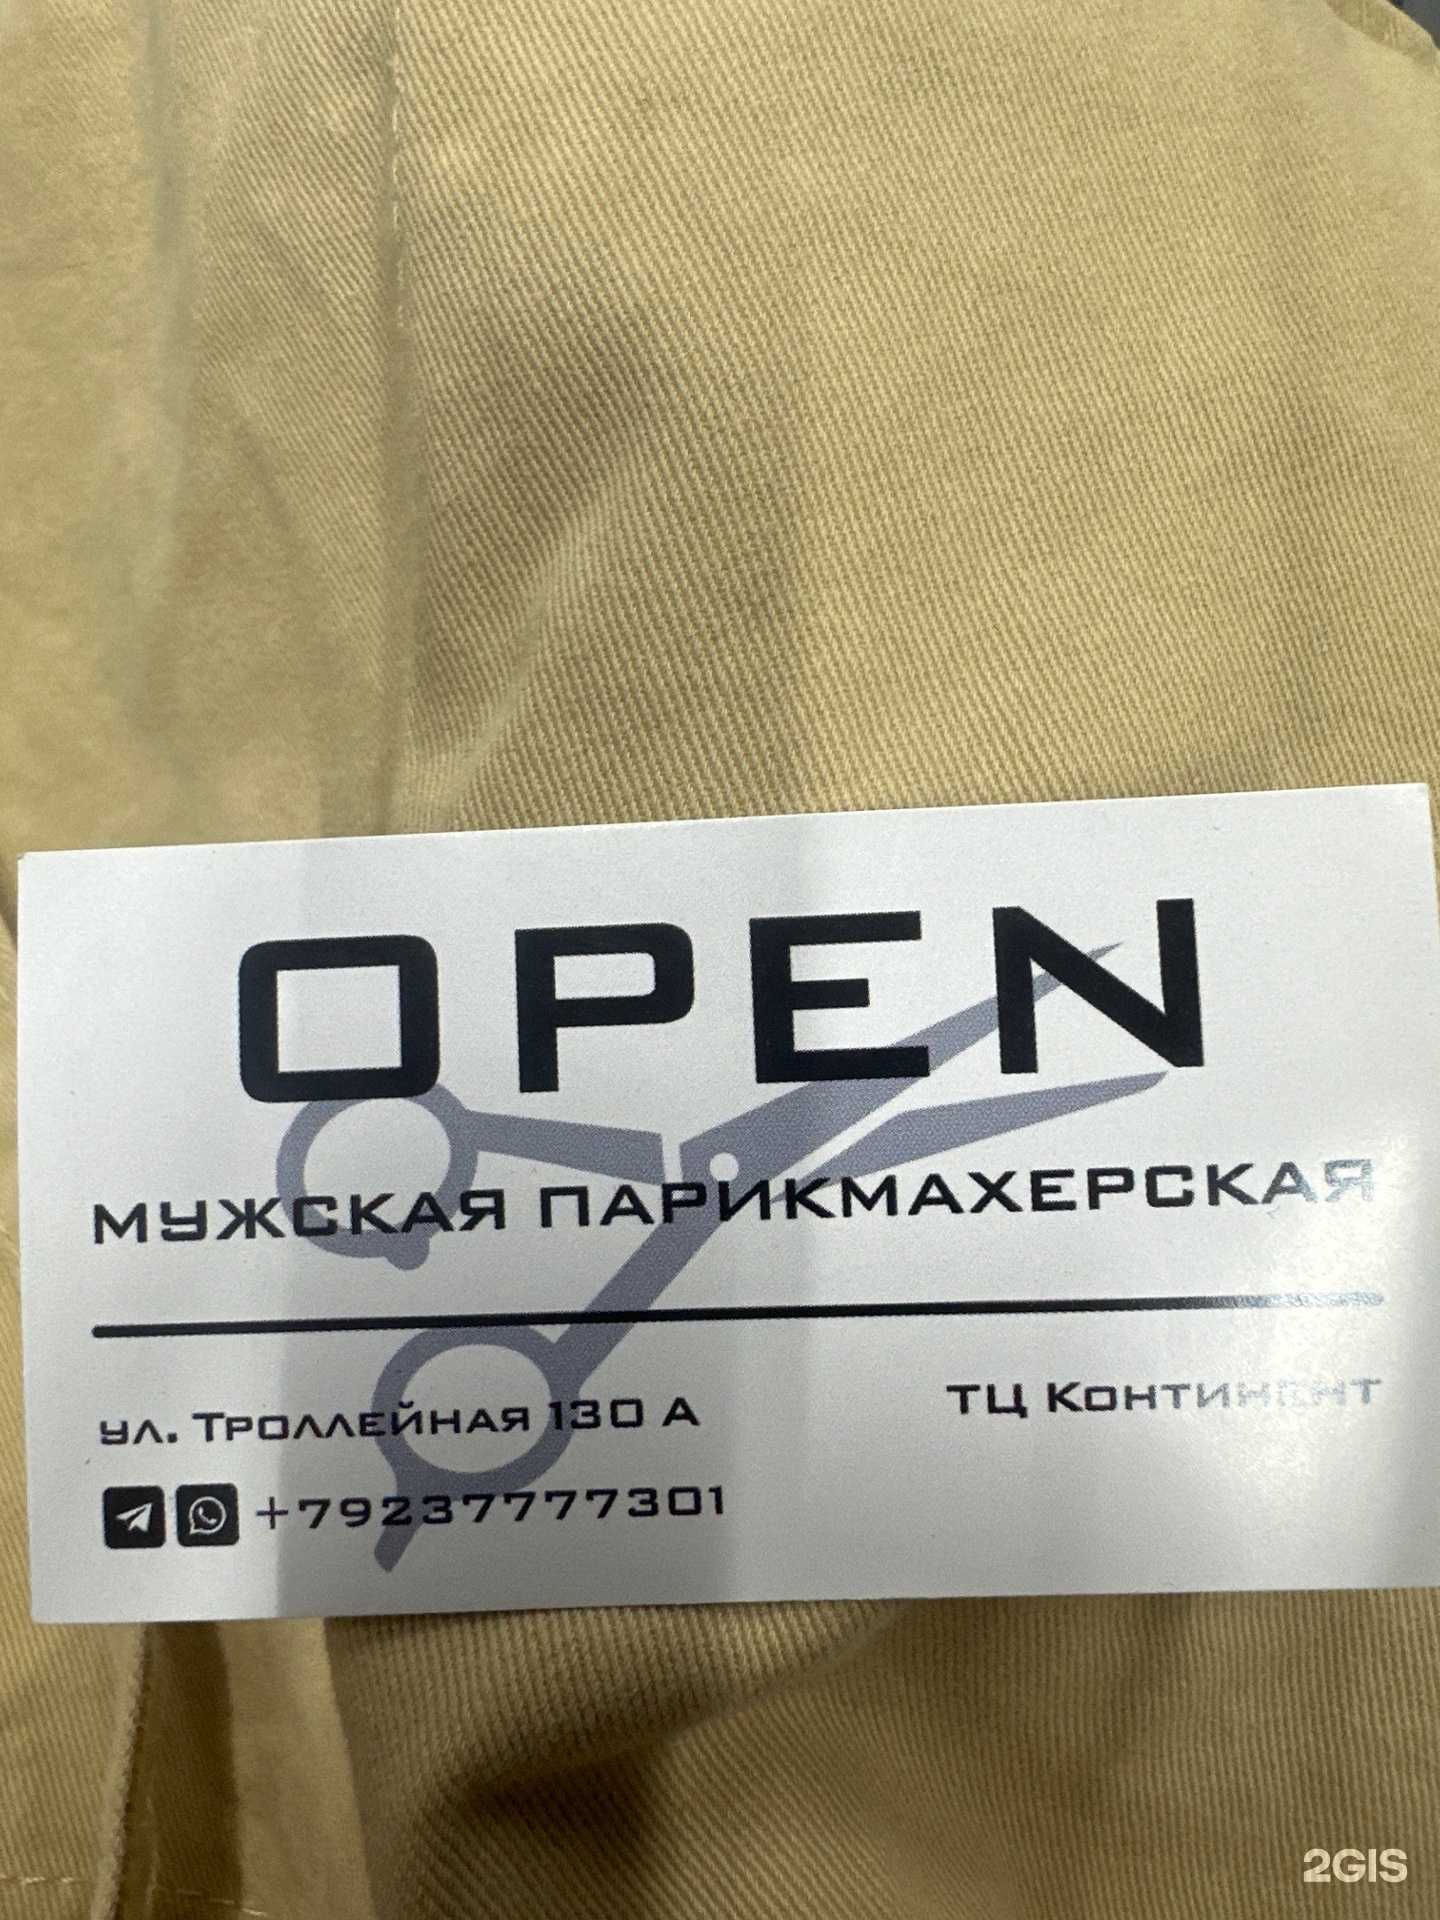 OPEN
МУЖСКАЯ ПАРИКМАХЕРСКАЯ
ул. Троллейная 130 А
ТЦ Континент
+79237777301
2GIS